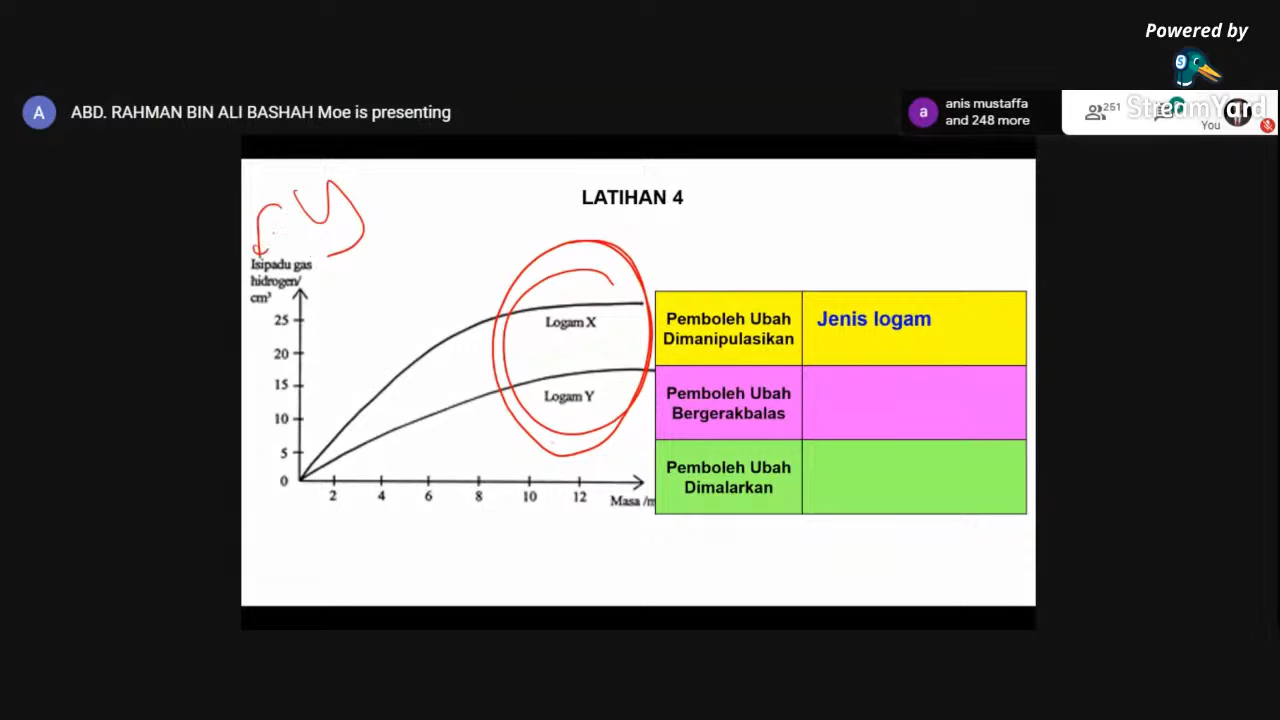 Powered by
A
ABD. RAHMAN BIN ALI BASHAH Moe is presenting
a
anis mustaffa
and 248 more
251
StreamYard
You
S
LATIHAN 4
y
Isipadu gas
hidrogen/
cm³
25
20
15
10
5
0
Logam X
Logam Y
2 4 6 8 10 12
Masa /m
Pemboleh Ubah
Dimanipulasikan
Jenis logam
Pemboleh Ubah
Bergerakbalas
Pemboleh Ubah
Dimalarkan